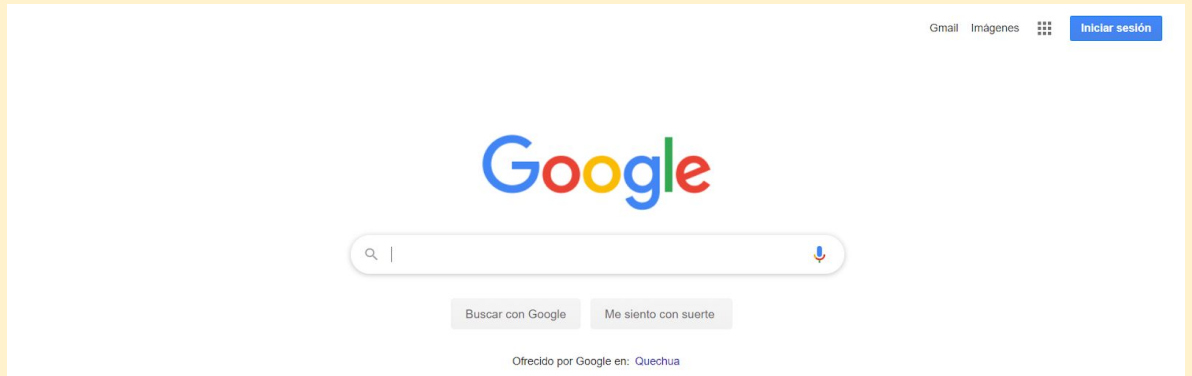 Gmail Imágenes Iniciar sesión
Google
Buscar con Google Me siento con suerte
Ofrecido por Google en: Quechua